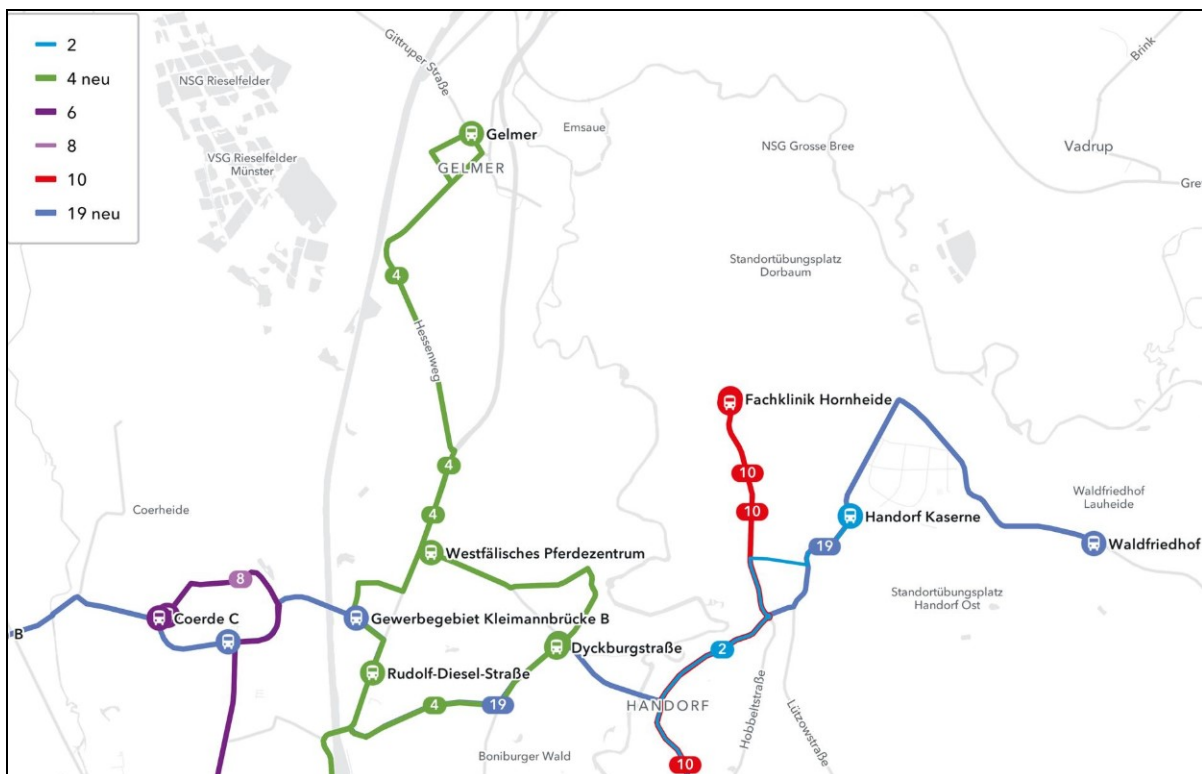 2
4 neu
6
8
10
19 neu
NSG Rieselfelder
VSG Rieselfelder
Münster
Gittruper Straße
Gelmer
GELMER
Emsaue
NSG Grosse Bree
Brink
Vadrup
Gre
4
Hessenweg
Standortübungsplatz
Dorbaum
Fachklinik Hornheide
4
10
Coerheide
4
10
Handorf Kaserne
Waldfriedhof
Lauheide
19
Waldfriedhof
Westfälisches Pferdezentrum
8
Standortübungsplatz
Handorf Ost
B
Coerde C
Gewerbegebiet Kleimannbrücke B
Dyckburgstraße
2
Rudolf-Diesel-Straße
4
19
HANDORF
Hobbeltstraße
Lützowstraße
Boniburger Wald
10